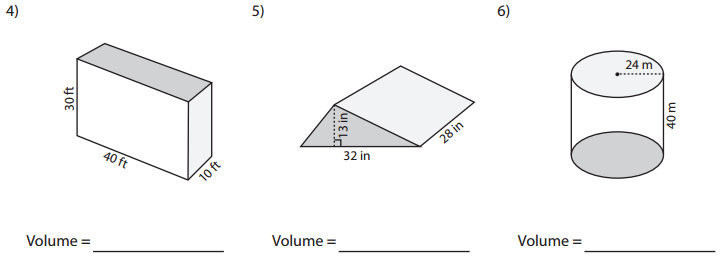 4)
30 ft
40 ft
10 ft
Volume =
5)
13 in
32 in
28 in
Volume =
6)
24 m
40 m
Volume =